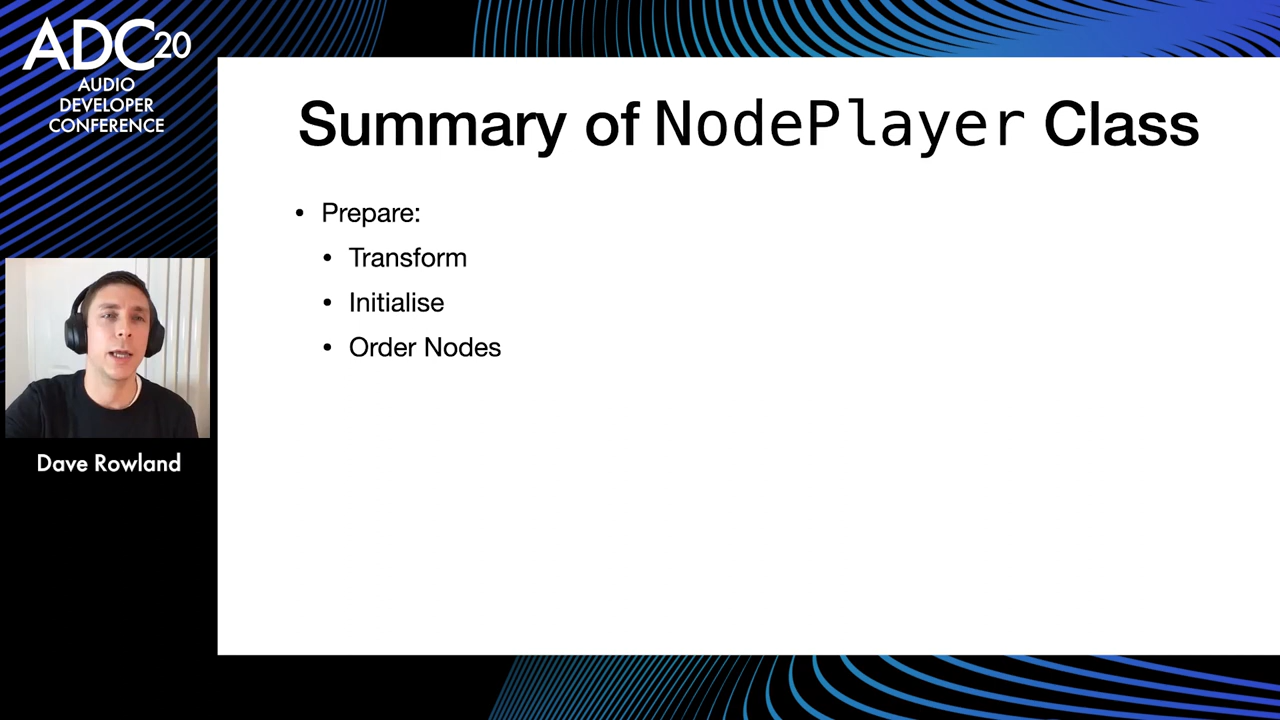 ADC20
AUDIO
DEVELOPER
CONFERENCE
Summary of NodePlayer Class
• Prepare:
• Transform
• Initialise
• Order Nodes
Dave Rowland